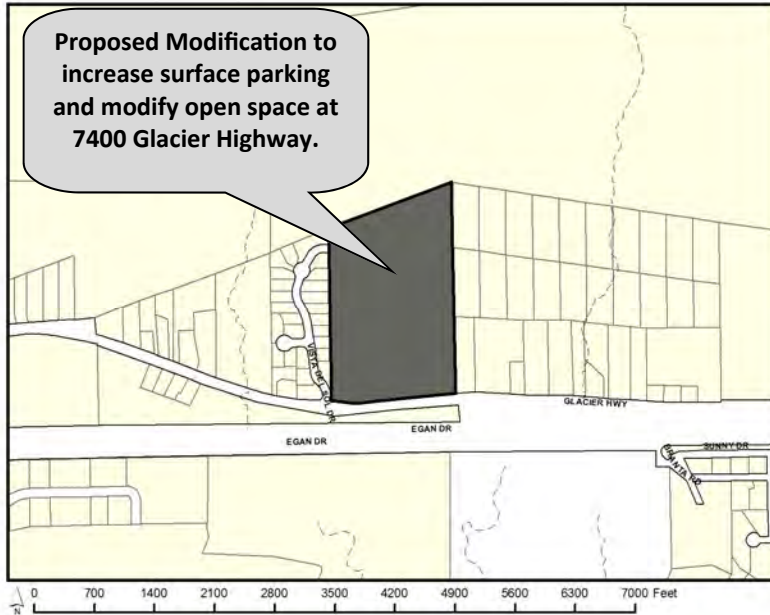 Proposed Modification to
increase surface parking
and modify open space at
7400 Glacier Highway.
VISTA DEL SOL DR
GLACIER HWY
EGAN DR
EGAN DR
SUNNY DR
BRANTA RD
N
0 700 1400 2100 2800 3500 4200 4900 5600 6300 7000 Feet